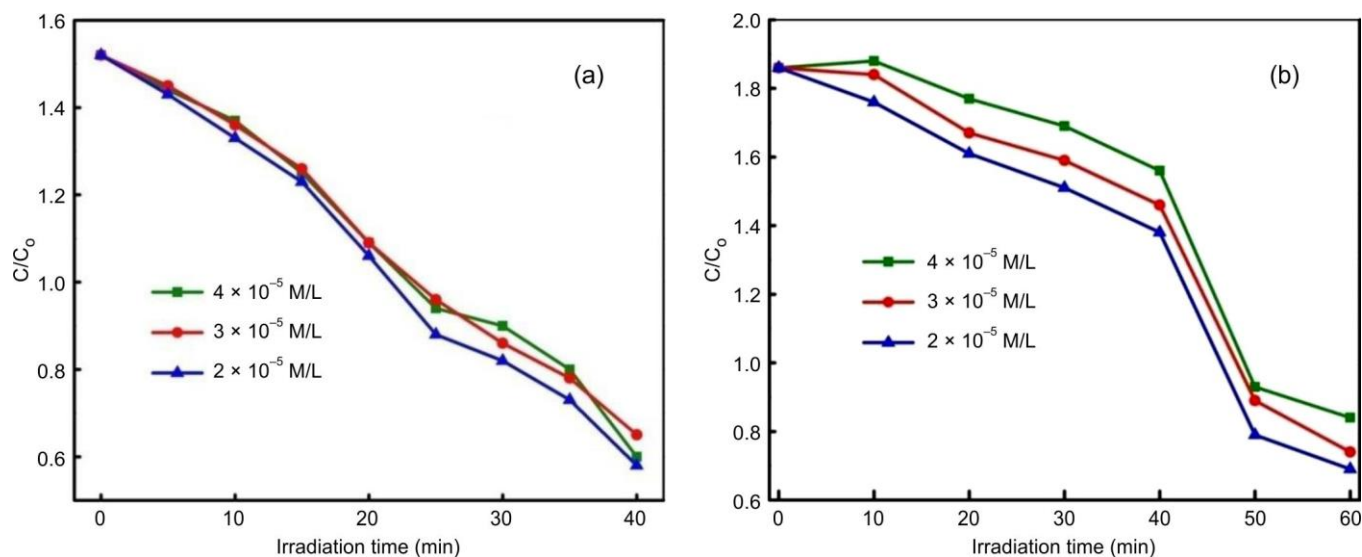 (a)
C/Cₒ
1.6
1.4
1.2
1.0
0.8
0.6
4 × 10⁻⁵ M/L
3 × 10⁻⁵ M/L
2 × 10⁻⁵ M/L
0 10 20 30 40
Irradiation time (min)
(b)
C/Cₒ
2.0
1.8
1.6
1.4
1.2
1.0
0.8
0.6
4 × 10⁻⁵ M/L
3 × 10⁻⁵ M/L
2 × 10⁻⁵ M/L
0 10 20 30 40 50 60
Irradiation time (min)